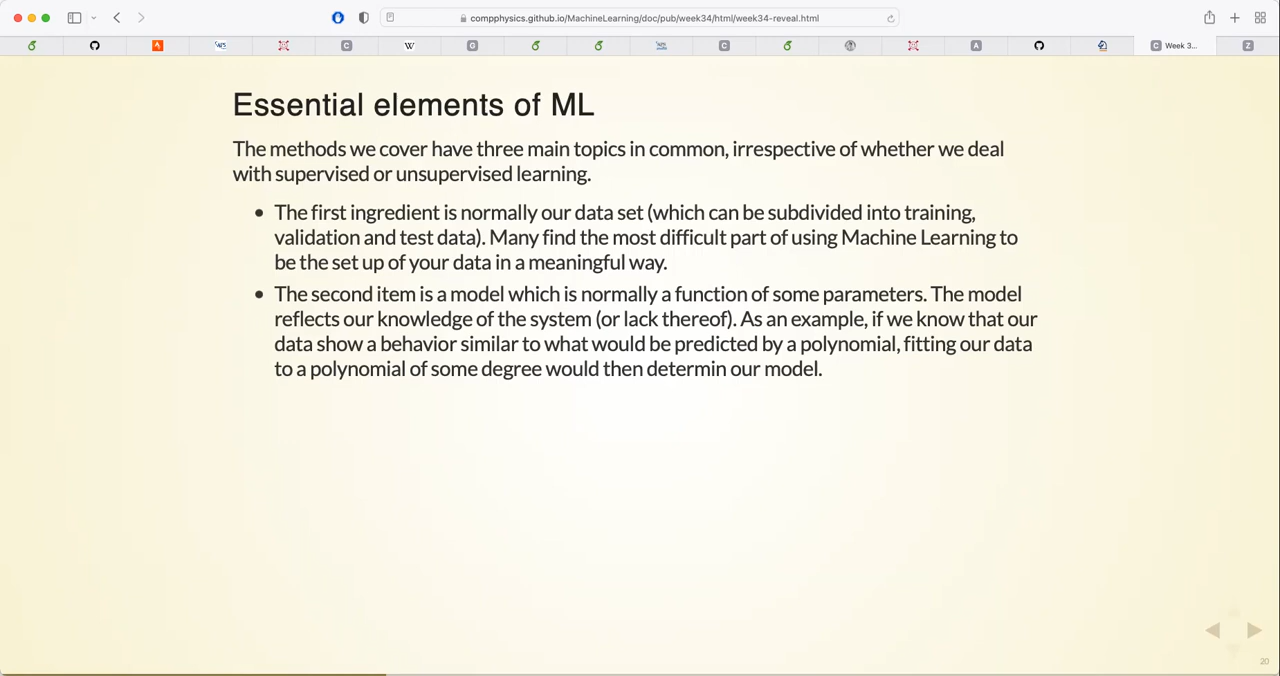 compphysics.github.io/MachineLearning/doc/pub/week34/html/week34-reveal.html
C
W
G
C
A
C Week 3...
Z
Essential elements of ML
The methods we cover have three main topics in common, irrespective of whether we deal
with supervised or unsupervised learning.
• The first ingredient is normally our data set (which can be subdivided into training,
validation and test data). Many find the most difficult part of using Machine Learning to
be the set up of your data in a meaningful way.
• The second item is a model which is normally a function of some parameters. The model
reflects our knowledge of the system (or lack thereof). As an example, if we know that our
data show a behavior similar to what would be predicted by a polynomial, fitting our data
to a polynomial of some degree would then determin our model.
20